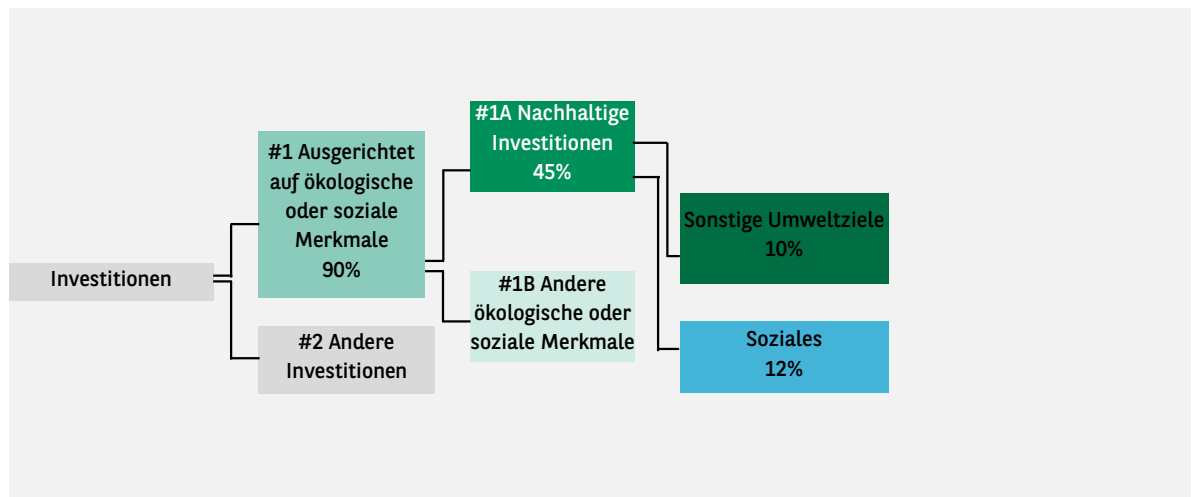 Investitionen
#1 Ausgerichtet
auf ökologische
oder soziale
Merkmale
90%
#2 Andere
Investitionen
#1A Nachhaltige
Investitionen
45%
#1B Andere
ökologische oder
soziale Merkmale
Sonstige Umweltziele
10%
Soziales
12%